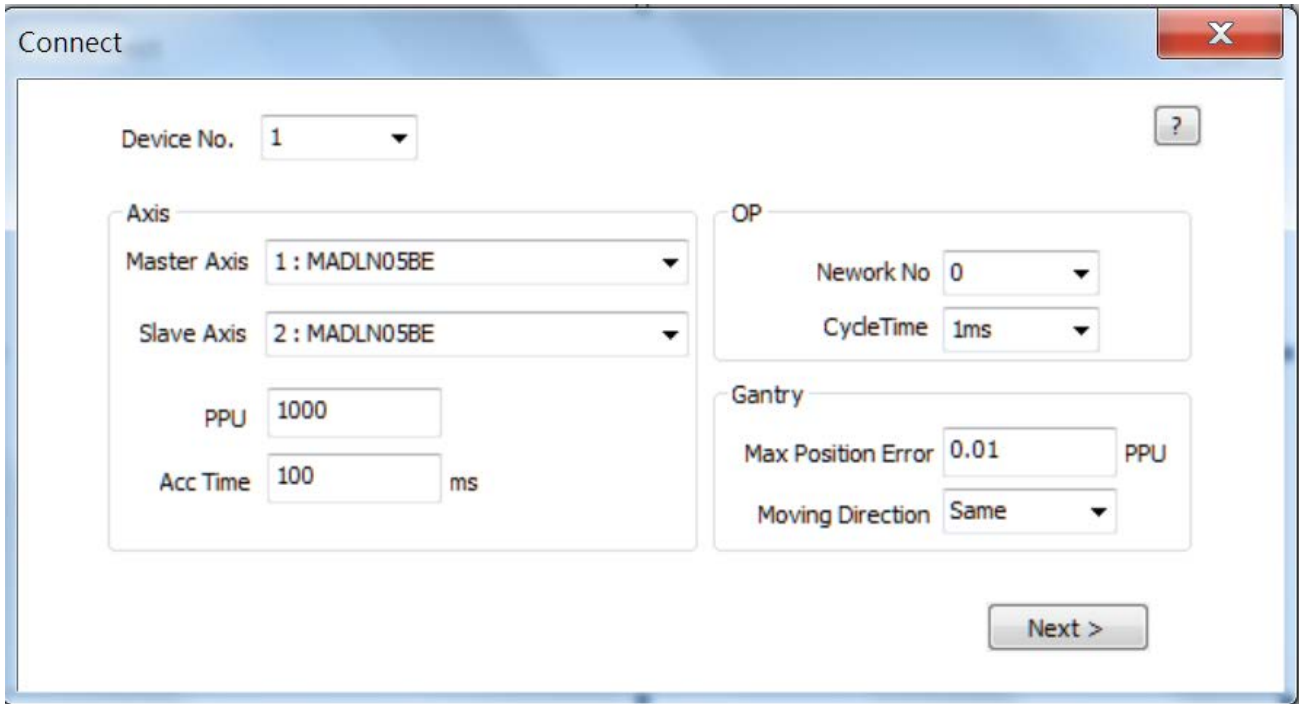 Connect
X
Device No. 1
?
Axis
Master Axis 1 : MADLN05BE
Slave Axis 2 : MADLN05BE
PPU 1000
Acc Time 100 ms
OP
Nework No 0
CycleTime 1ms
Gantry
Max Position Error 0.01 PPU
Moving Direction Same
Next >